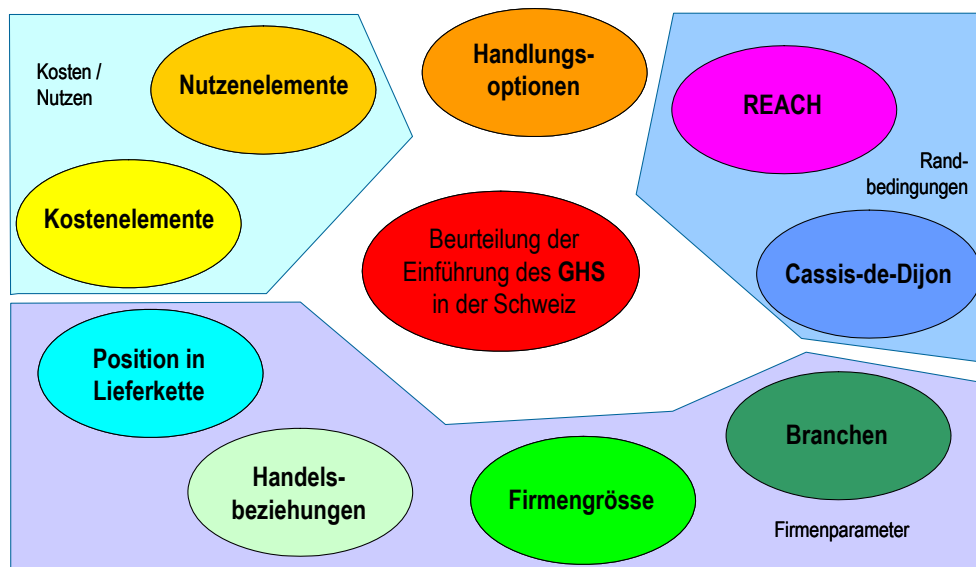 Kosten /
Nutzen
Nutzenelemente
Kostenelemente
Handlungs-
optionen
REACH
Rand-
bedingungen
Cassis-de-Dijon
Beurteilung der
Einführung des GHS
in der Schweiz
Position in
Lieferkette
Handels-
beziehungen
Firmengrösse
Branchen
Firmenparameter